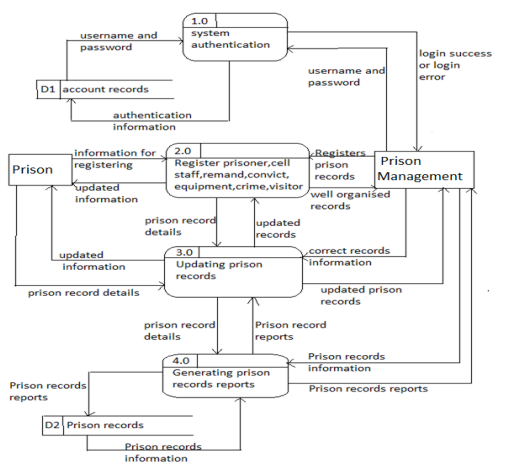 1.0
system
authentication
username and
password
D1 account records
authentication
information
username and
password
login success
or login
error
2.0
Register prisoner,cell
staff,remand,convict,
equipment,crime,visitor
information for
registering
Prison
updated
information
Registers
prison
records
Prison
Management
well organised
records
prison record
details
updated
records
3.0
Updating prison
records
updated
information
prison record details
correct records
information
updated prison
records
prison record
details
Prison record
reports
4.0
Generating prison
records reports
Prison records
information
Prison records reports
Prison records
reports
D2 Prison records
Prison records
information